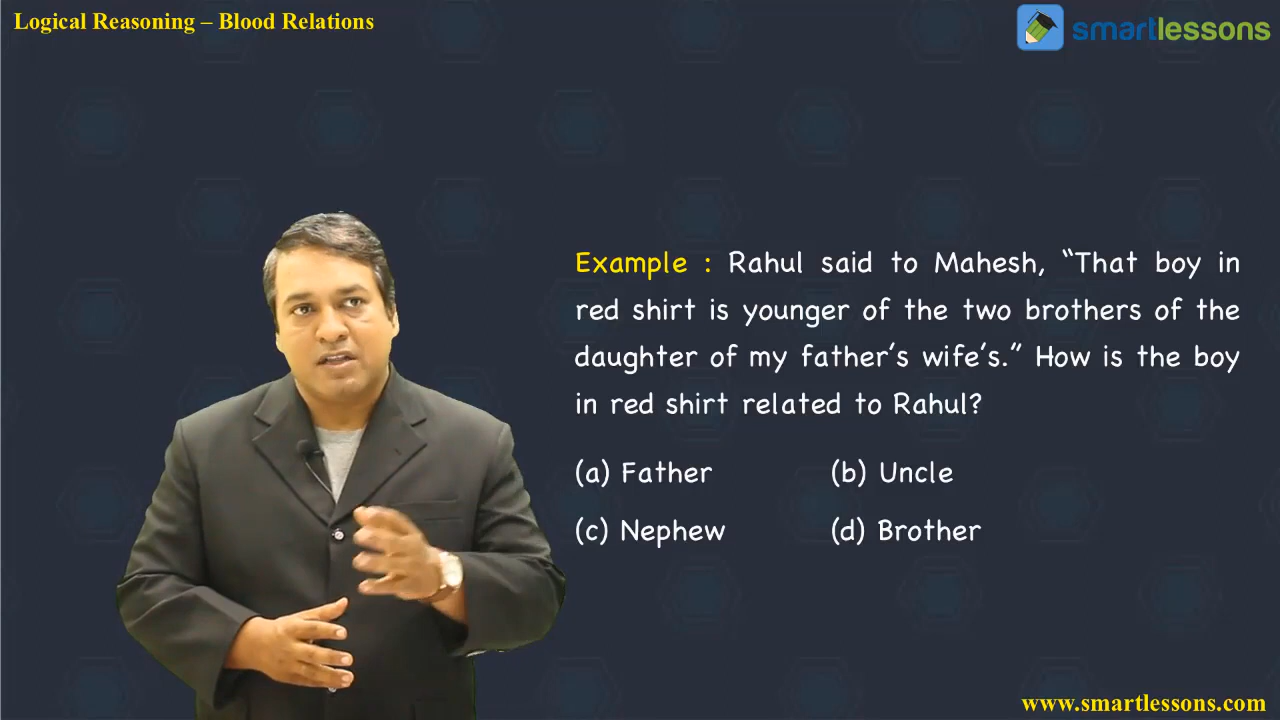 Logical Reasoning – Blood Relations
smartlessons
Example : Rahul said to Mahesh, “That boy in
red shirt is younger of the two brothers of the
daughter of my father’s wife’s.” How is the boy
in red shirt related to Rahul?
(a) Father (b) Uncle
(c) Nephew (d) Brother
www.smartlessons.com